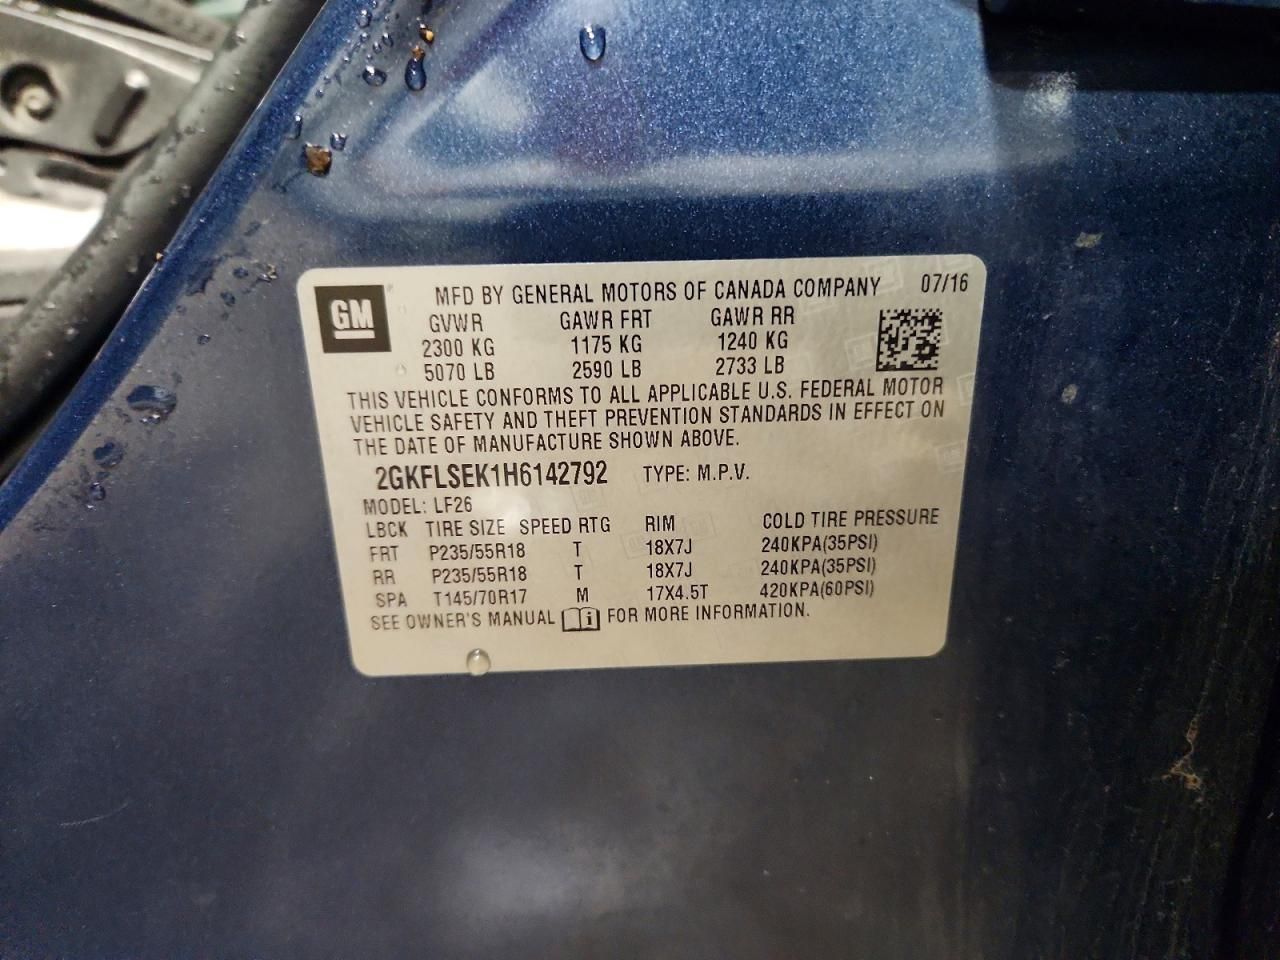 GM
MFD BY GENERAL MOTORS OF CANADA COMPANY 07/16
GVWR GAWR FRT GAWR RR
2300 KG 1175 KG 1240 KG
5070 LB 2590 LB 2733 LB
THIS VEHICLE CONFORMS TO ALL APPLICABLE U.S. FEDERAL MOTOR
VEHICLE SAFETY AND THEFT PREVENTION STANDARDS IN EFFECT ON
THE DATE OF MANUFACTURE SHOWN ABOVE.
2GKFLSEK1H6142792 TYPE: M.P.V.
MODEL: LF26
LBCK TIRE SIZE SPEED RTG RIM COLD TIRE PRESSURE
FRT P235/55R18 T 18X7J 240KPA(35PSI)
RR P235/55R18 T 18X7J 240KPA(35PSI)
SPA T145/70R17 M 17X4.5T 420KPA(60PSI)
SEE OWNER'S MANUAL i FOR MORE INFORMATION.